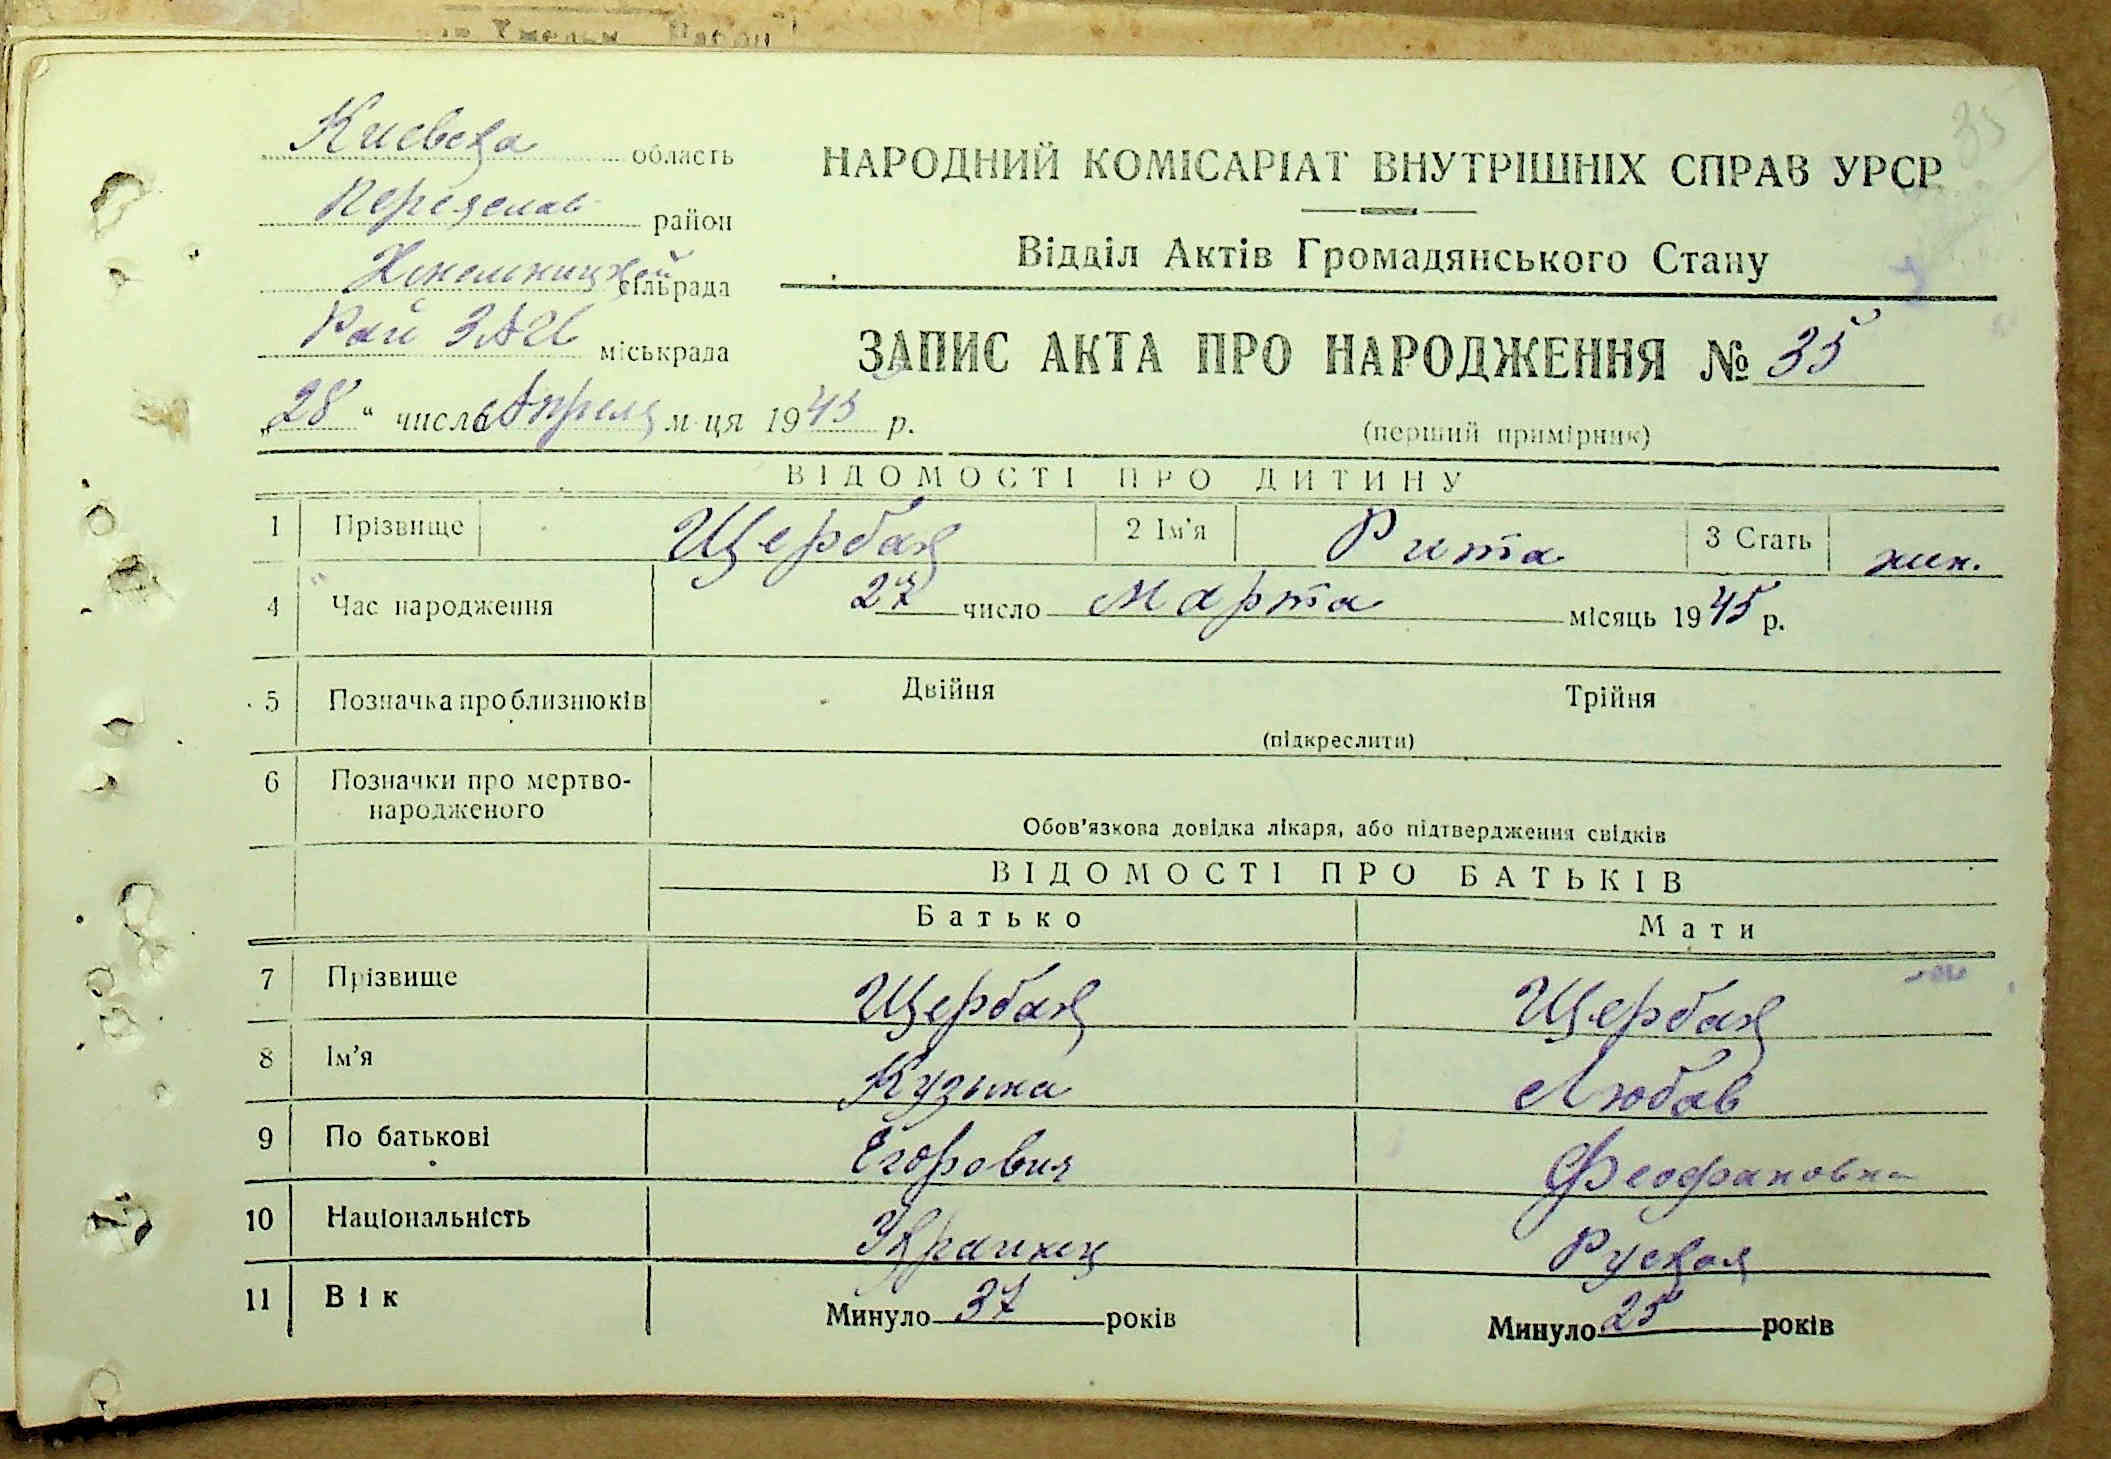 35
Киевска область
Переяслав район
Хмельницкой сільрада
Рай ЗАГС міськрада
„28“ числа Апреля м-ця 1945 р.
НАРОДНИЙ КОМІСАРІАТ ВНУТРІШНІХ СПРАВ УРСР
Відділ Актів Громадянського Стану
ЗАПИС АКТА ПРО НАРОДЖЕННЯ № 35
(перший примірник)
ВІДОМОСТІ ПРО ДИТИНУ
1 Прізвище Щербак 2 Ім'я Рита 3 Стать жин.
4 Час народження 27 число Марта місяць 1945 р.
5 Позначка про близнюків Двійня Трійня
(підкреслити)
6 Позначки про мертво-
народженого
Обов'язкова довідка лікаря, або підтвердження свідків
ВІДОМОСТІ ПРО БАТЬКІВ
Батько Мати
7 Прізвище Щербак Щербак
8 Ім'я Кузьма Любов
9 По батькові Егорович Феофановна
10 Національність Украинец Руская
11 Вік Минуло 37 років Минуло 25 років